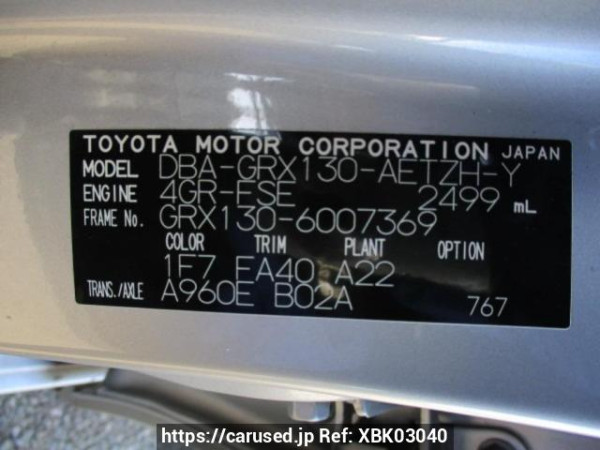 TOYOTA MOTOR CORPORATION JAPAN
MODEL DBA-GRX130-AETZH-Y
ENGINE 4GR-FSE 2499 mL
FRAME No. GRX130-6007369
COLOR TRIM PLANT OPTION
1F7 FA40 A22
TRANS./AXLE A960E B02A 767
https://carused.jp Ref: XBK03040